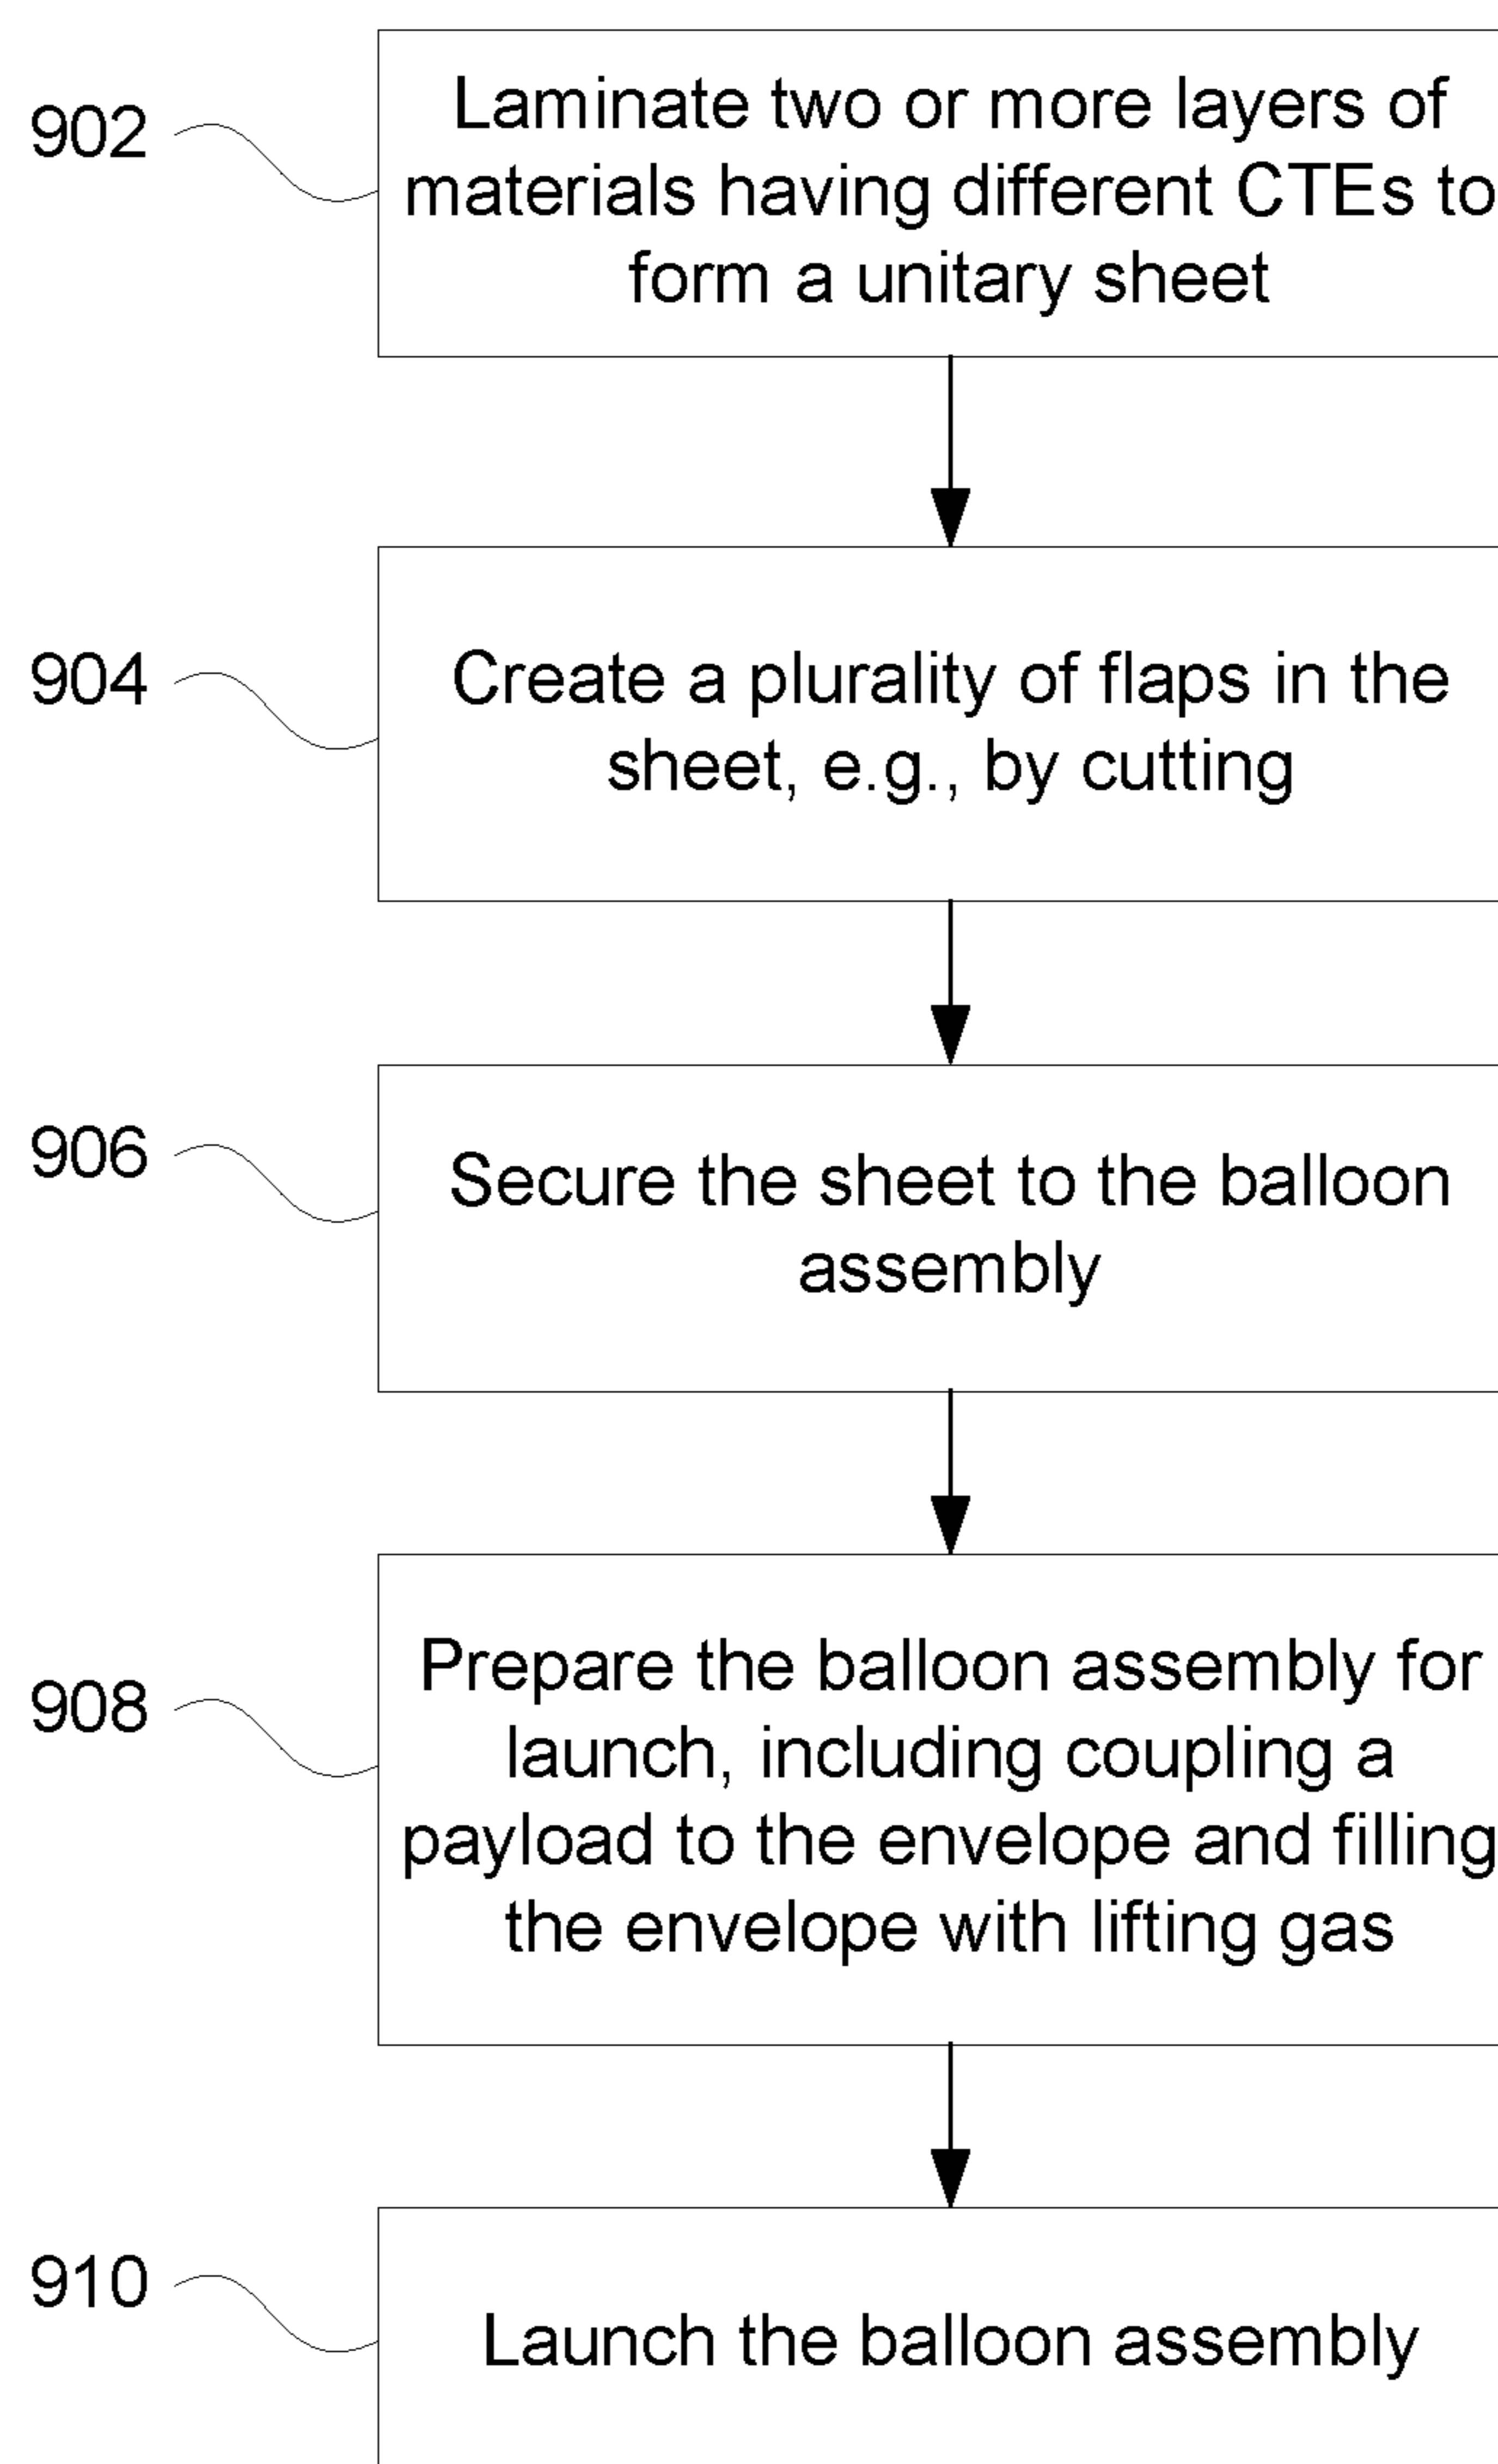 902
Laminate two or more layers of
materials having different CTEs to
form a unitary sheet
904
Create a plurality of flaps in the
sheet, e.g., by cutting
906
Secure the sheet to the balloon
assembly
908
Prepare the balloon assembly for
launch, including coupling a
payload to the envelope and filling
the envelope with lifting gas
910
Launch the balloon assembly